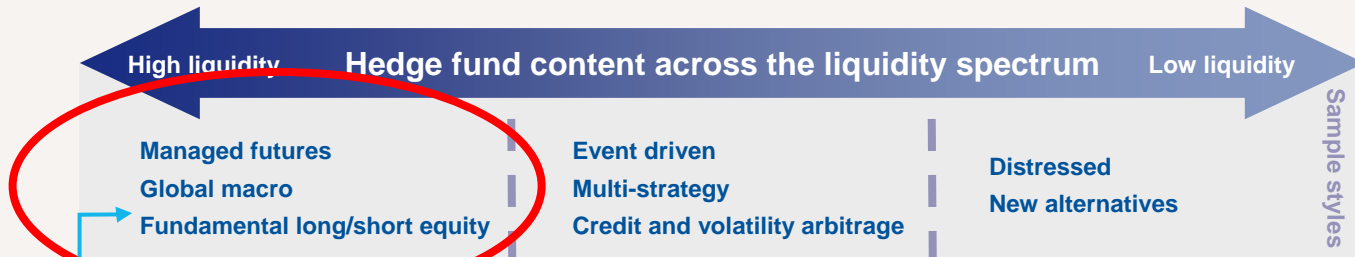 High liquidity
Hedge fund content across the liquidity spectrum
Low liquidity
Managed futures
Global macro
Fundamental long/short equity
Event driven
Multi-strategy
Credit and volatility arbitrage
Distressed
New alternatives
Sample styles